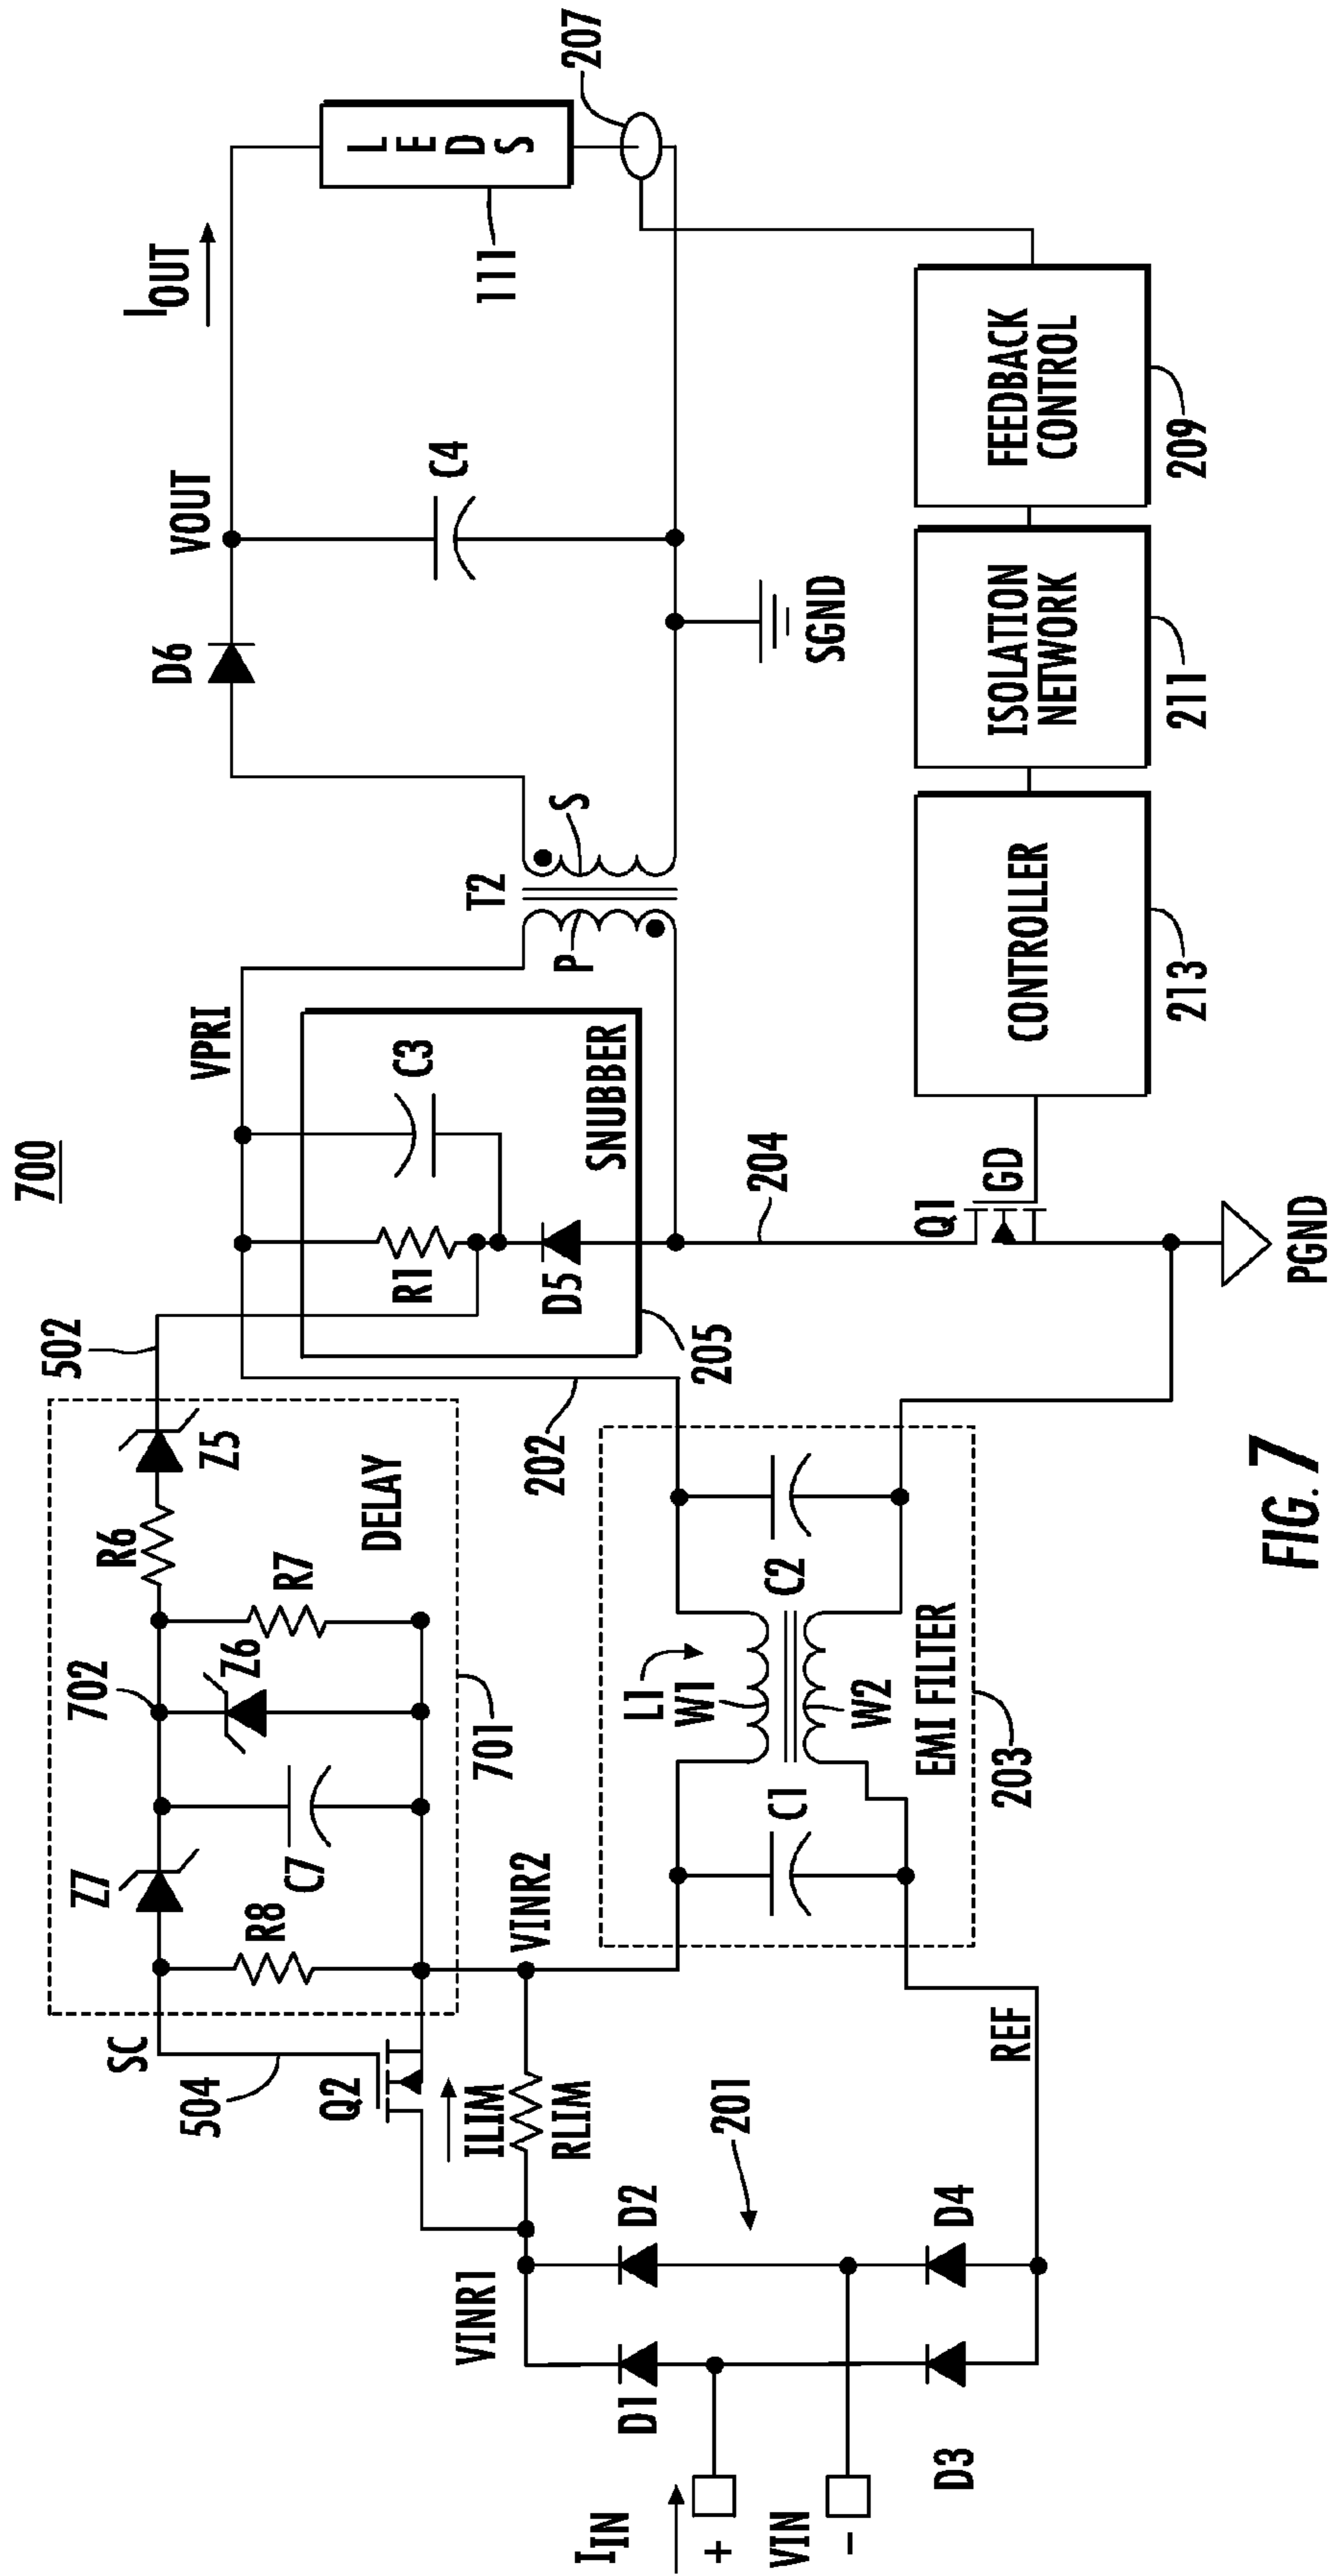 700
502
Z5
R6
R7
DELAY
702
Z6
Z7
C7
R8
701
SC
504
Q2
ILIM
RLIM
VINR1
VINR2
D1
D2
D3
D4
201
IIN
+
VIN
-
REF
L1
W1
W2
C1
C2
EMI FILTER
203
202
VPRI
R1
C3
D5
SNUBBER
205
204
Q1
GD
PGND
T2
P
S
D6
VOUT
C4
IOUT
SGND
LEDS
111
207
CONTROLLER
213
ISOLATION
NETWORK
211
FEEDBACK
CONTROL
209
FIG. 7